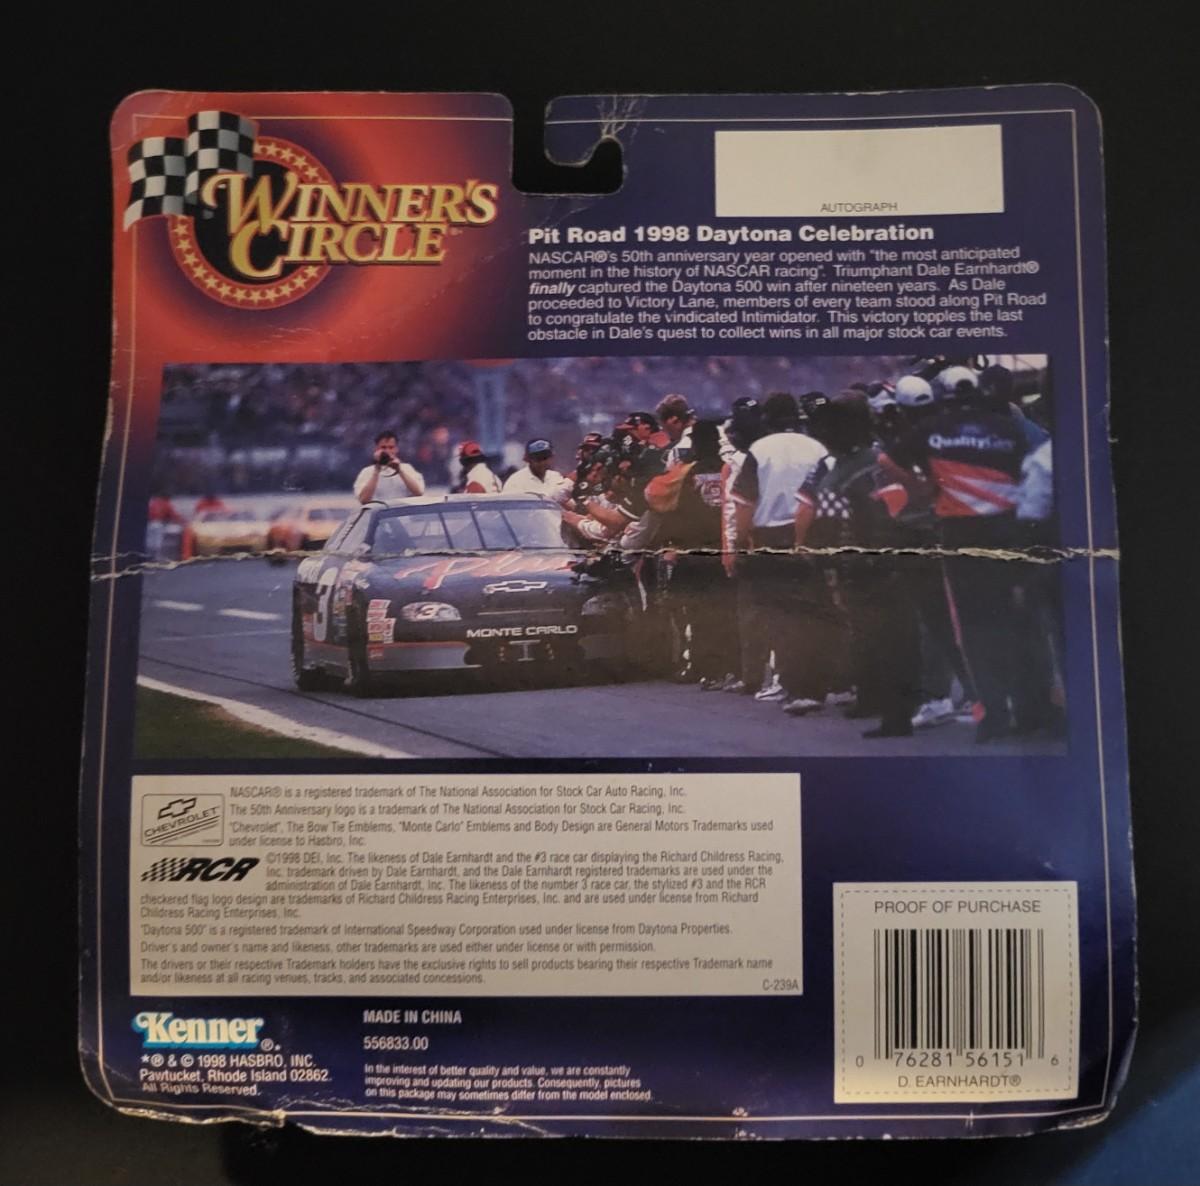 WINNER'S
CIRCLE
AUTOGRAPH
Pit Road 1998 Daytona Celebration
NASCAR®'s 50th anniversary year opened with "the most anticipated
moment in the history of NASCAR racing". Triumphant Dale Earnhardt®
finally captured the Daytona 500 win after nineteen years. As Dale
proceeded to Victory Lane, members of every team stood along Pit Road
to congratulate the vindicated Intimidator. This victory topples the last
obstacle in Dale's quest to collect wins in all major stock car events.
QualityCare
Plus
3
3
MONTE CARLO
CHEVROLET
NASCAR® is a registered trademark of The National Association for Stock Car Auto Racing, Inc.
The 50th Anniversary logo is a trademark of The National Association for Stock Car Racing, Inc.
"Chevrolet", The Bow Tie Emblems, "Monte Carlo" Emblems and Body Design are General Motors Trademarks used
under license to Hasbro, Inc.
RCR
©1998 DEI, Inc. The likeness of Dale Earnhardt and the #3 race car displaying the Richard Childress Racing,
Inc. trademark driven by Dale Earnhardt, and the Dale Earnhardt registered trademarks are used under the
administration of Dale Earnhardt, Inc. The likeness of the number 3 race car, the stylized #3 and the RCR
checkered flag logo design are trademarks of Richard Childress Racing Enterprises, Inc. and are used under license from Richard
Childress Racing Enterprises, Inc.
"Daytona 500" is a registered trademark of International Speedway Corporation used under license from Daytona Properties.
Driver's and owner's name and likeness, other trademarks are used either under license or with permission.
The drivers or their respective Trademark holders have the exclusive rights to sell products bearing their respective Trademark name
and/or likeness at all racing venues, tracks, and associated concessions.
C-239A
Kenner®.
*® & © 1998 HASBRO, INC.
Pawtucket, Rhode Island 02862.
All Rights Reserved.
MADE IN CHINA
556833.00
In the interest of better quality and value, we are constantly
improving and updating our products. Consequently, pictures
on this package may sometimes differ from the model enclosed.
PROOF OF PURCHASE
0 76281 56151 6
D. EARNHARDT®